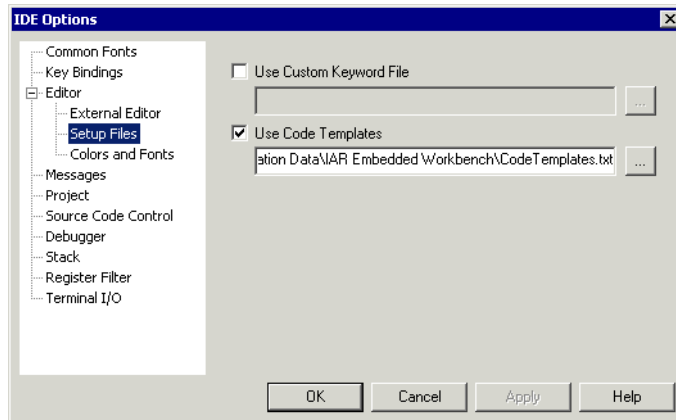 IDE Options
Common Fonts
Key Bindings
Editor
External Editor
Setup Files
Colors and Fonts
Messages
Project
Source Code Control
Debugger
Stack
Register Filter
Terminal I/O
Use Custom Keyword File
...
Use Code Templates
ation Data\IAR Embedded Workbench\CodeTemplates.txt
...
OK Cancel Apply Help